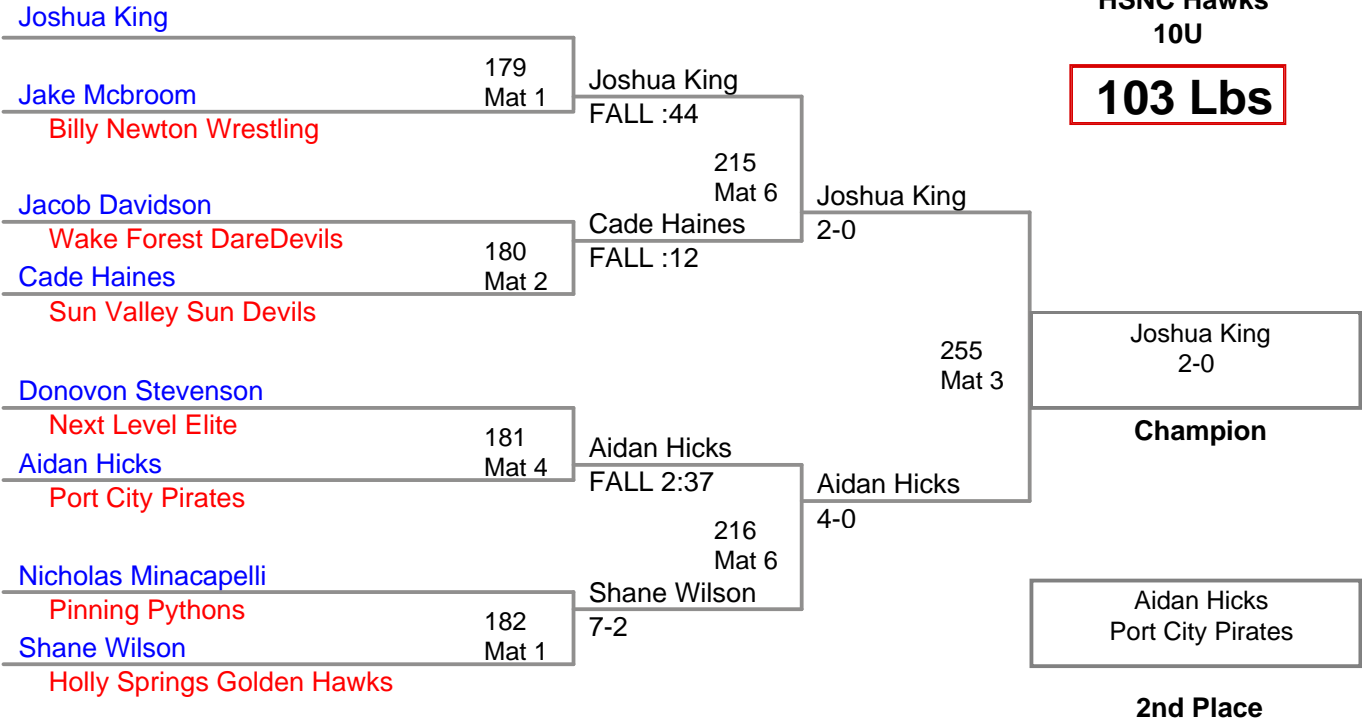 HSNC Hawks
10U
103 Lbs
Joshua King
179
Mat 1
Jake Mcbroom
Billy Newton Wrestling
Joshua King
FALL :44
215
Mat 6
Jacob Davidson
Wake Forest DareDevils
180
Mat 2
Cade Haines
Sun Valley Sun Devils
Cade Haines
FALL :12
Joshua King
2-0
255
Mat 3
Joshua King
2-0
Champion
Donovon Stevenson
Next Level Elite
181
Mat 4
Aidan Hicks
Port City Pirates
Aidan Hicks
FALL 2:37
216
Mat 6
Aidan Hicks
4-0
Nicholas Minacapelli
Pinning Pythons
182
Mat 1
Shane Wilson
Holly Springs Golden Hawks
Shane Wilson
7-2
Aidan Hicks
Port City Pirates
2nd Place